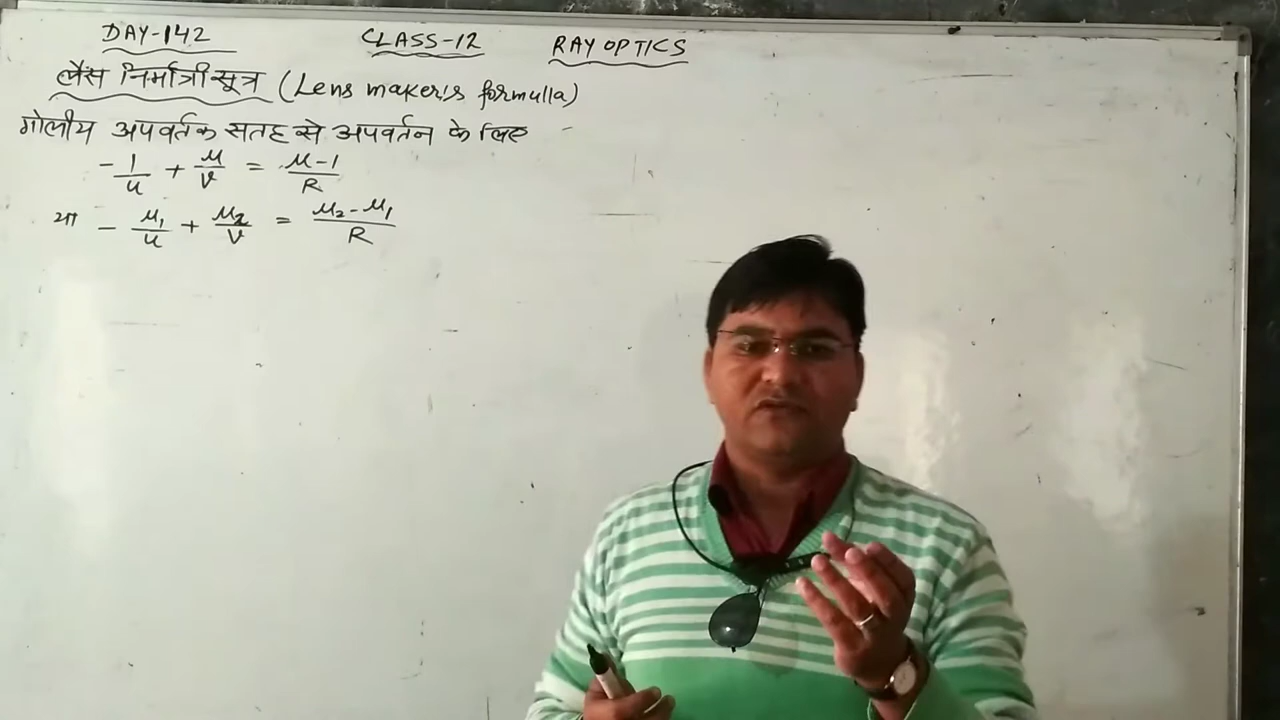 DAY-142 CLASS-12 RAY OPTICS
लैंस निर्मात्री सूत्र (Lens maker's formulla)
गोलीय अपवर्तक सतह से अपवर्तन के लिए -
- 1/u + μ/v = μ-1/R
या - μ₁/u + μ₂/v = μ₂-μ₁/R